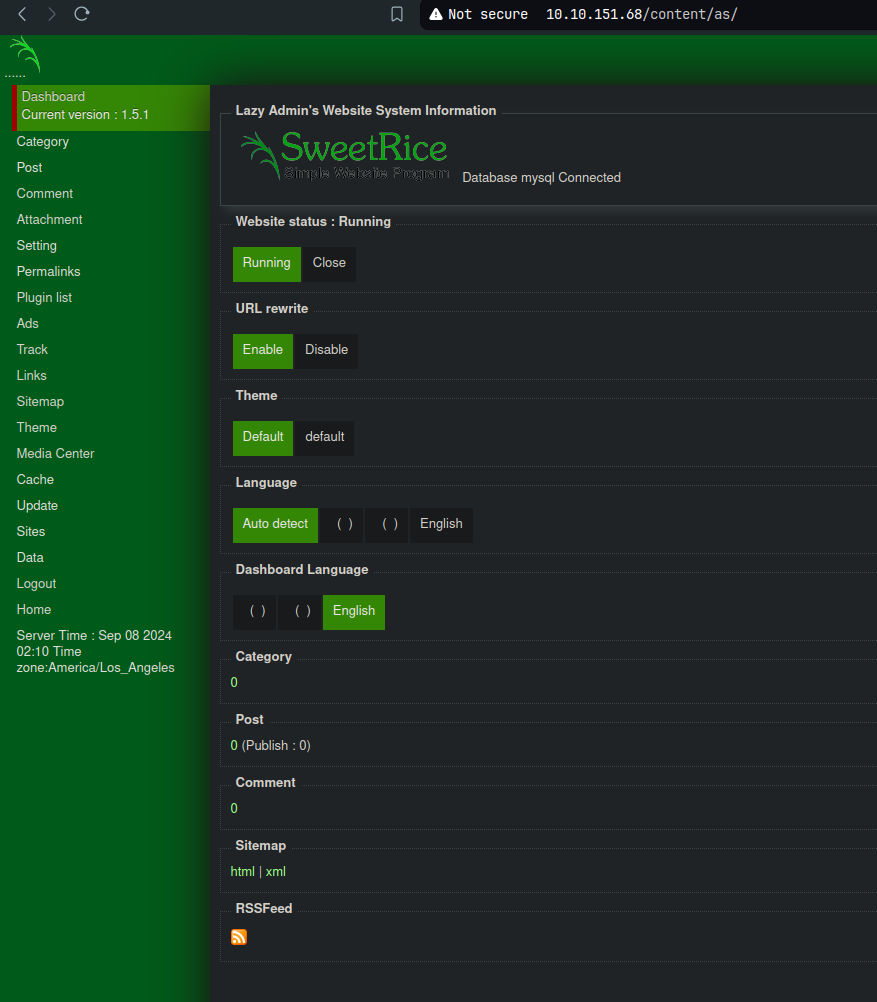 Not secure 10.10.151.68/content/as/
......
Dashboard
Current version : 1.5.1
Category
Post
Comment
Attachment
Setting
Permalinks
Plugin list
Ads
Track
Links
Sitemap
Theme
Media Center
Cache
Update
Sites
Data
Logout
Home
Server Time : Sep 08 2024
02:10 Time
zone:America/Los_Angeles
Lazy Admin's Website System Information
SweetRice
Simple Website Program
Database mysql Connected
Website status : Running
Running Close
URL rewrite
Enable Disable
Theme
Default default
Language
Auto detect ( ) ( ) English
Dashboard Language
( ) ( ) English
Category
0
Post
0 (Publish : 0)
Comment
0
Sitemap
html | xml
RSSFeed